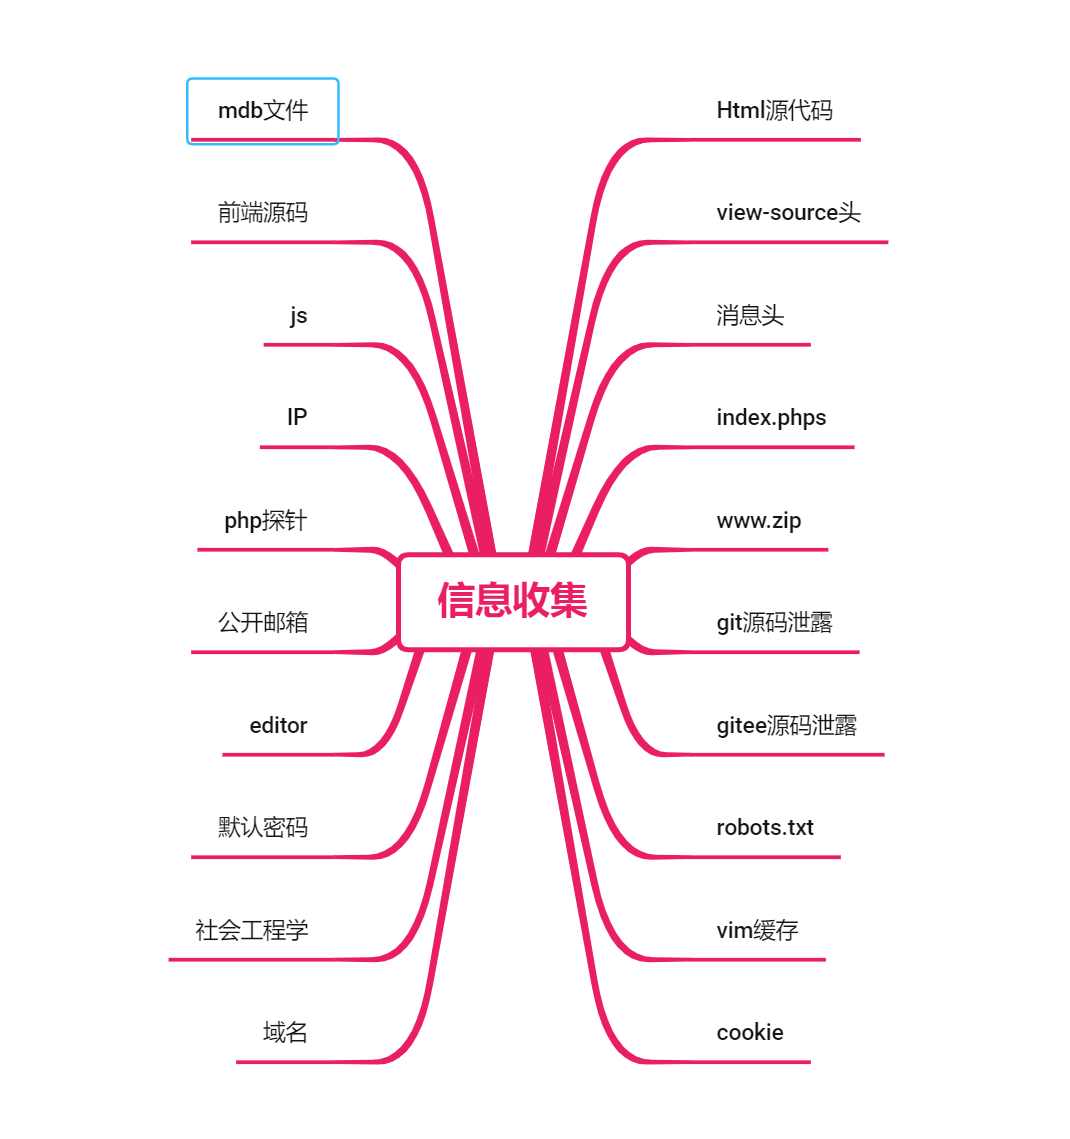 mdb文件
前端源码
js
IP
php探针
公开邮箱
editor
默认密码
社会工程学
域名
信息收集
Html源代码
view-source头
消息头
index.phps
www.zip
git源码泄露
gitee源码泄露
robots.txt
vim缓存
cookie